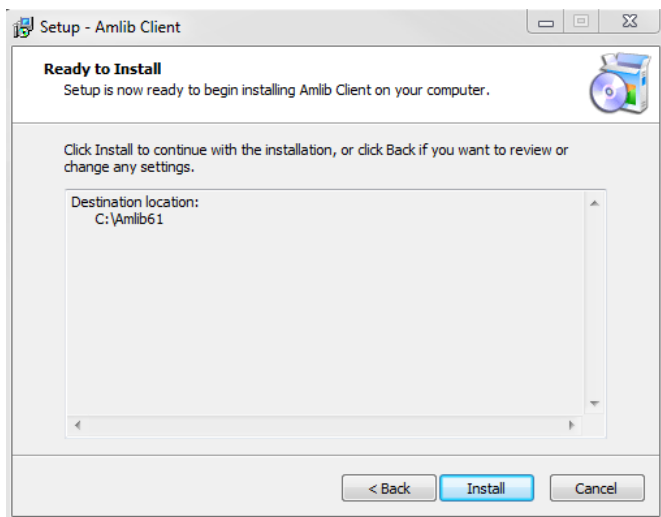 Setup - Amlib Client
Ready to Install
Setup is now ready to begin installing Amlib Client on your computer.
Click Install to continue with the installation, or click Back if you want to review or
change any settings.
Destination location:
C:\Amlib61
< Back
Install
Cancel